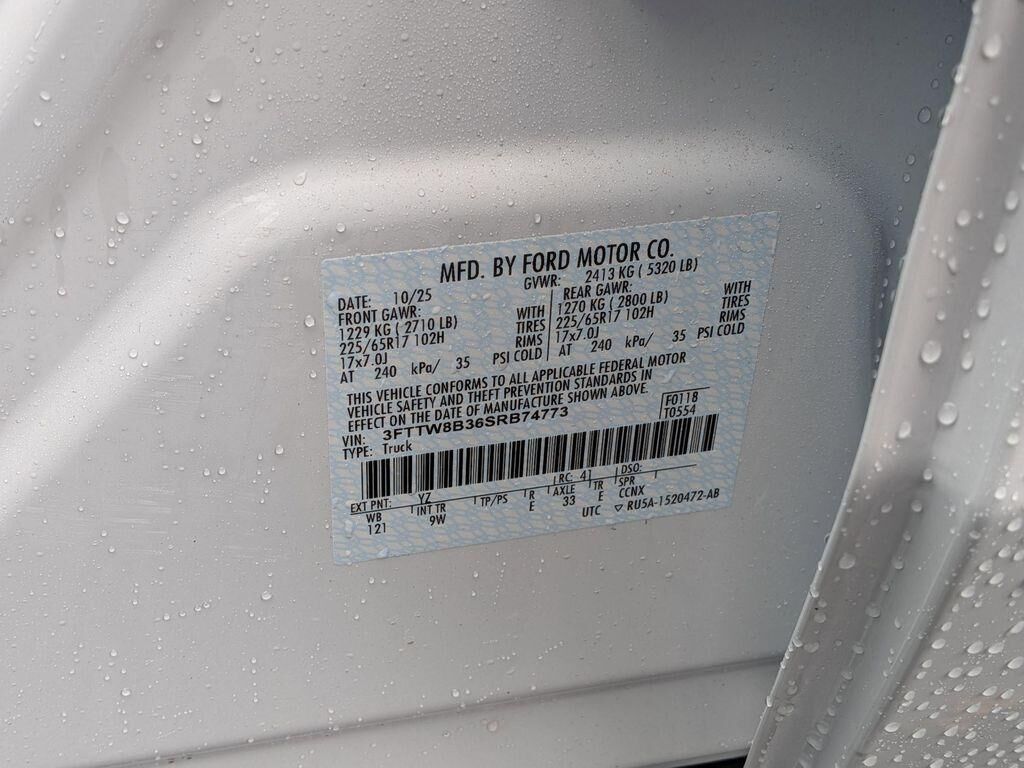 MFD. BY FORD MOTOR CO.
DATE: 10/25 GVWR: 2413 KG ( 5320 LB)
FRONT GAWR: REAR GAWR:
1229 KG ( 2710 LB) WITH 1270 KG ( 2800 LB) WITH
225/65R17 102H TIRES 225/65R17 102H TIRES
17x7.0J RIMS 17x7.0J RIMS
AT 240 kPa/ 35 PSI COLD AT 240 kPa/ 35 PSI COLD
THIS VEHICLE CONFORMS TO ALL APPLICABLE FEDERAL MOTOR
VEHICLE SAFETY AND THEFT PREVENTION STANDARDS IN
EFFECT ON THE DATE OF MANUFACTURE SHOWN ABOVE.
VIN: 3FTTW8B36SRB74773 F0118
TYPE: Truck T0554
EXT PNT: YZ RC: 41 DSO:
WB INT TR TP/PS R AXLE TR SPR
121 9W E 33 E CCNX
UTC ▽ RU5A-1520472-AB